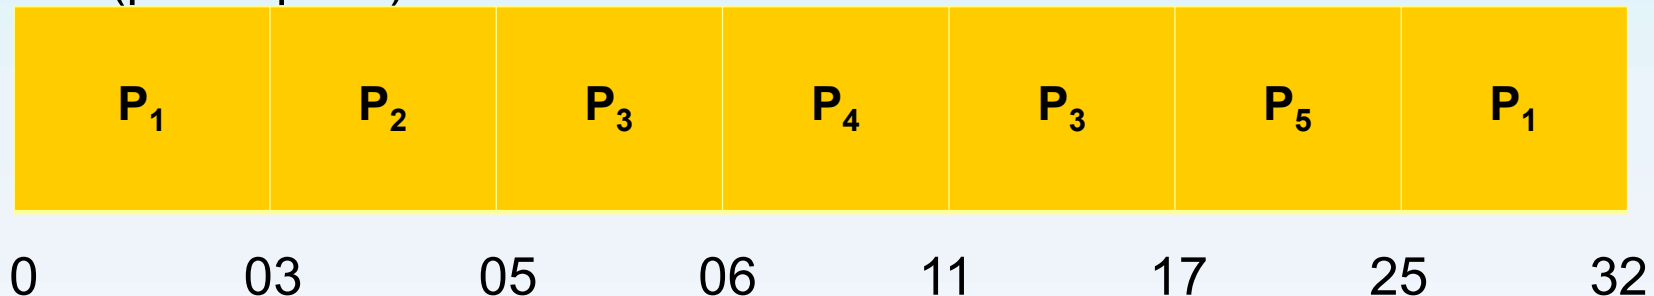 P₁ P₂ P₃ P₄ P₃ P₅ P₁
0 03 05 06 11 17 25 32